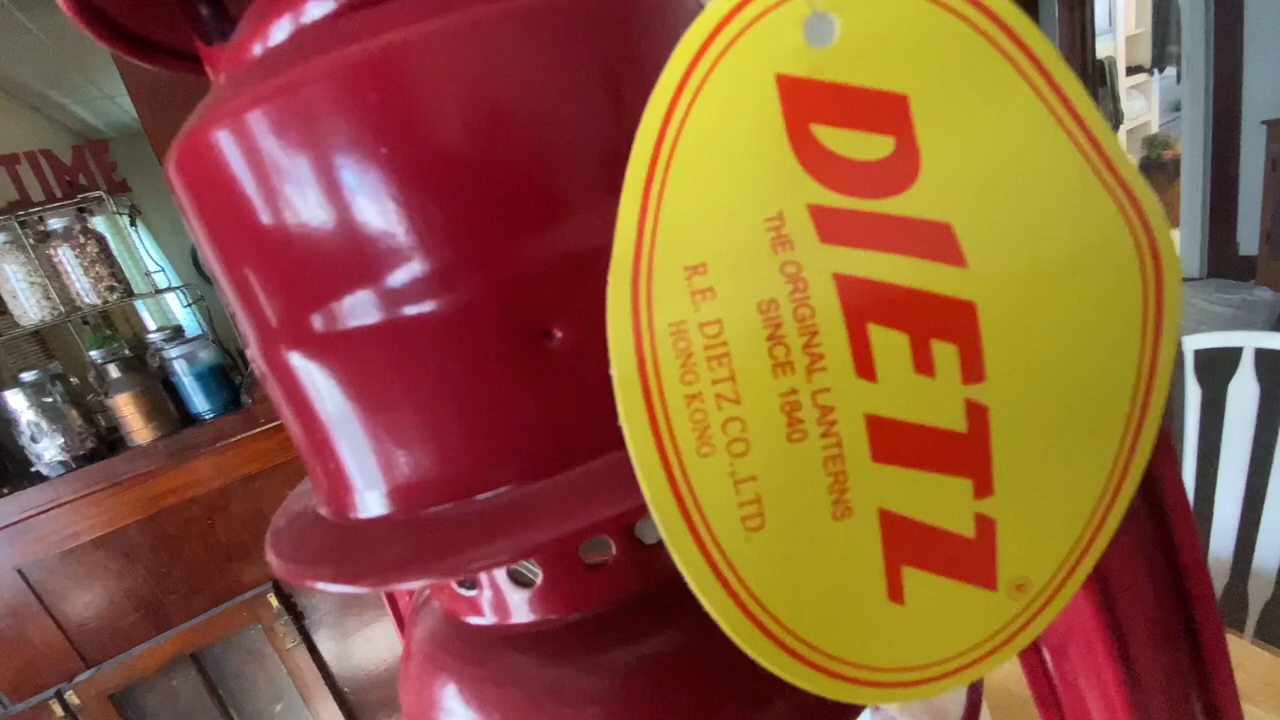 TIME
DIETZ
®
THE ORIGINAL LANTERNS
SINCE 1840
R.E. DIETZ CO.,LTD.
HONG KONG